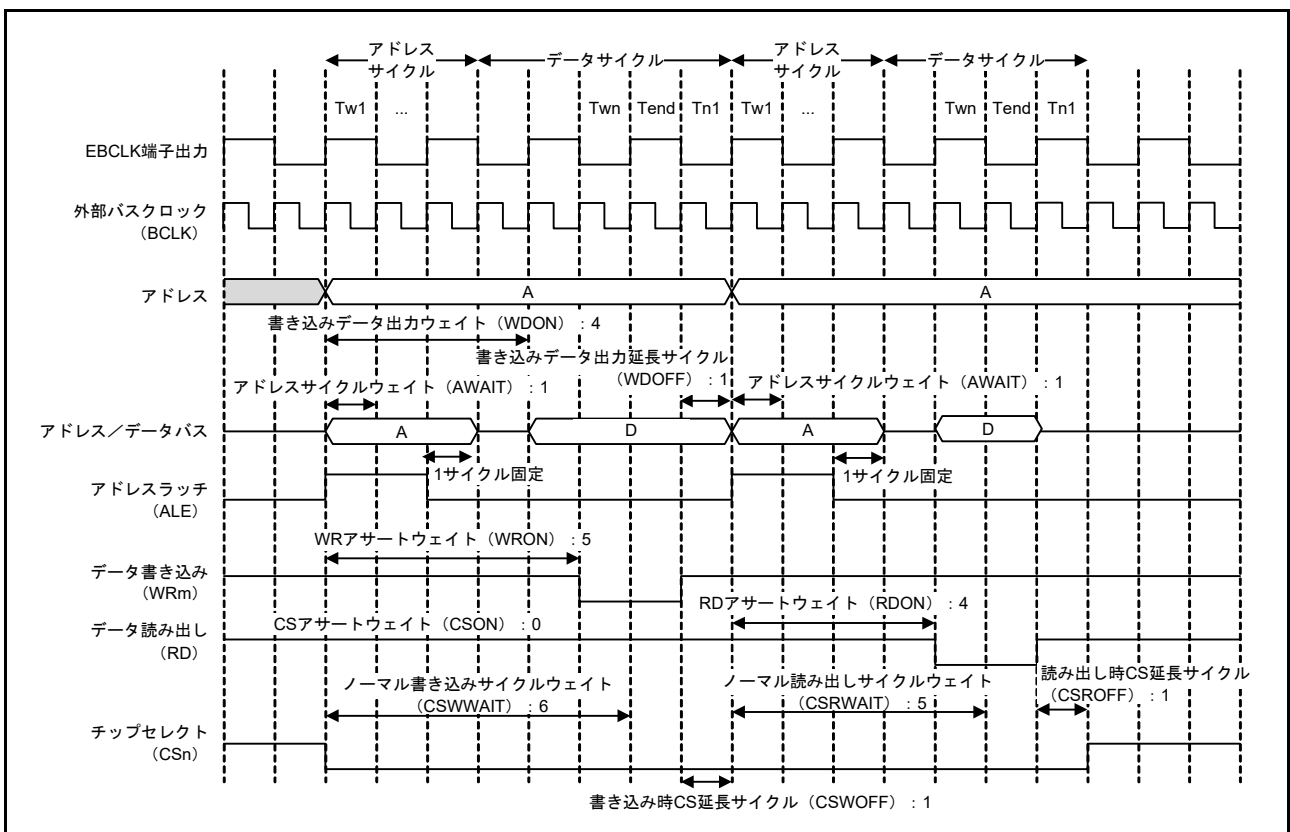 アドレス
サイクル
データサイクル
アドレス
サイクル
データサイクル
Tw1
...
Twn
Tend
Tn1
Tw1
...
Twn
Tend
Tn1
EBCLK端子出力
外部バスクロック
（BCLK）
アドレス
A
A
書き込みデータ出力ウェイト（WDON）：4
書き込みデータ出力延長サイクル
（WDOFF）：1
アドレスサイクルウェイト（AWAIT）：1
アドレスサイクルウェイト（AWAIT）：1
アドレス／データバス
A
D
A
D
1サイクル固定
1サイクル固定
アドレスラッチ
（ALE）
WRアサートウェイト（WRON）：5
データ書き込み
（WRm）
RDアサートウェイト（RDON）：4
CSアサートウェイト（CSON）：0
データ読み出し
（RD）
ノーマル書き込みサイクルウェイト
（CSWWAIT）：6
ノーマル読み出しサイクルウェイト
（CSRWAIT）：5
読み出し時CS延長サイクル
（CSROFF）：1
チップセレクト
（CSn）
書き込み時CS延長サイクル（CSWOFF）：1